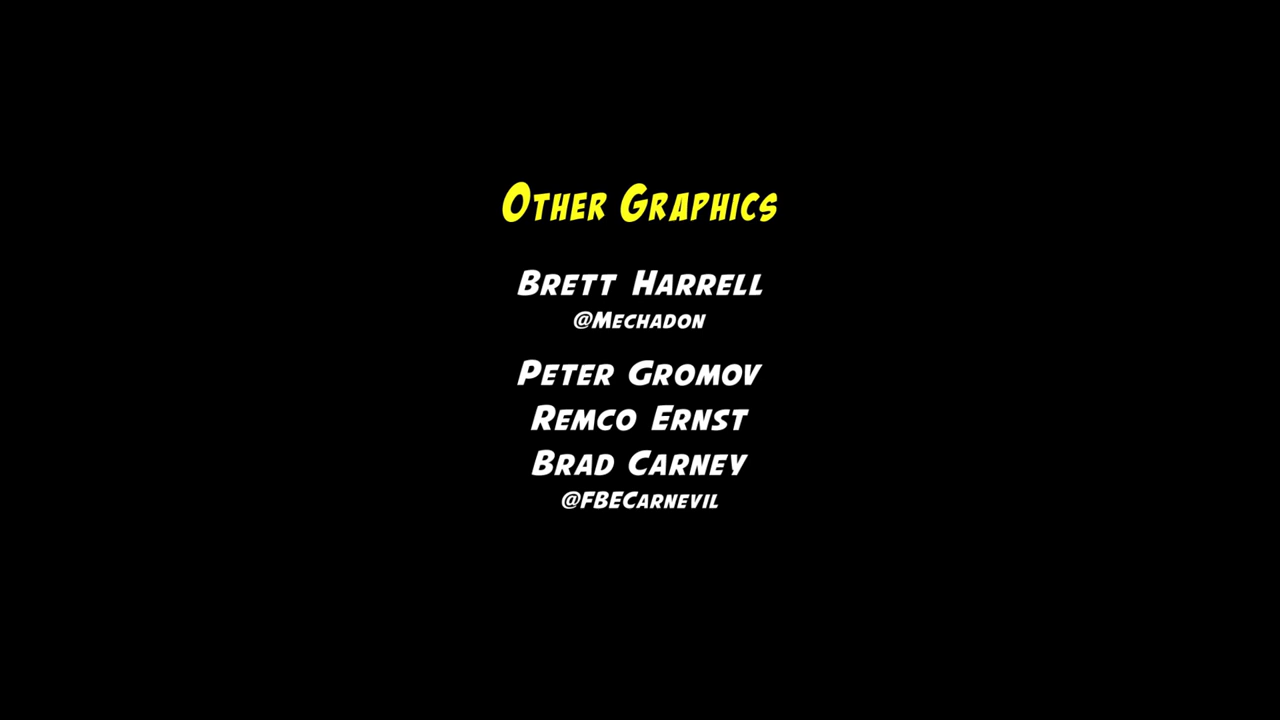 Other Graphics
Brett Harrell
@Mechadon
Peter Gromov
Remco Ernst
Brad Carney
@FBECarnevil